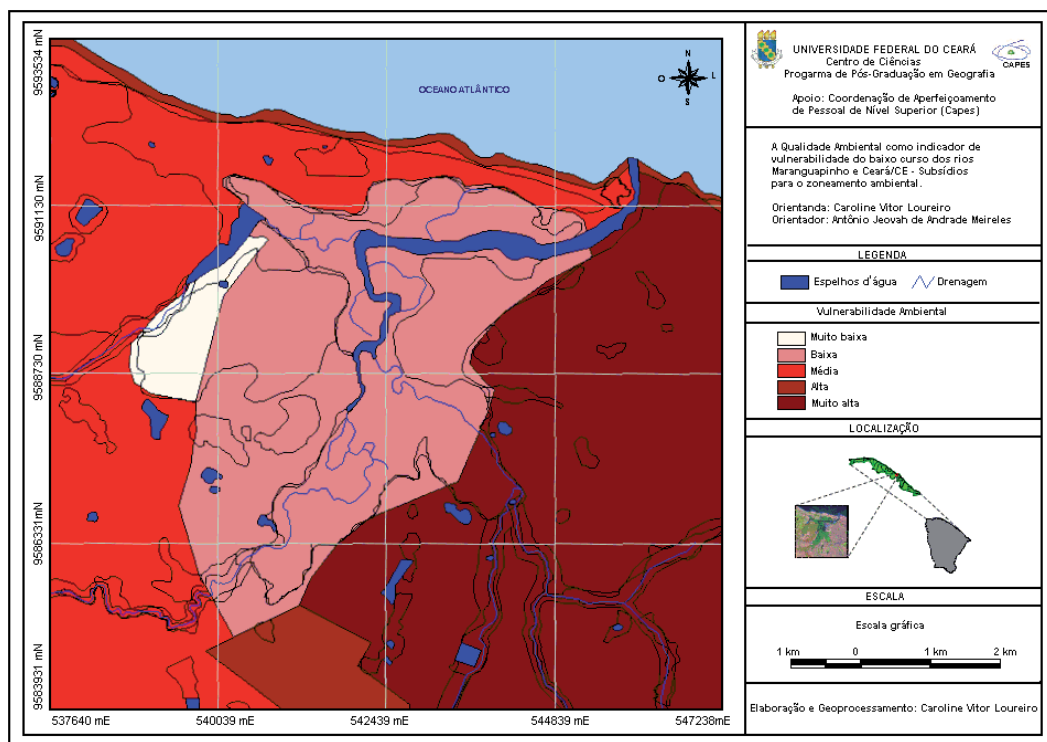 9593534 mN
9591130 mN
9588730 mN
9586331 mN
9583931 mN
537640 mE
540039 mE
542439 mE
544839 mE
547238mE
OCEANO ATLÂNTICO
N
O
L
S
UNIVERSIDADE FEDERAL DO CEARÁ
Centro de Ciências
Progarma de Pós-Graduação em Geografia
CAPES
Apoio: Coordenação de Aperfeiçoamento
de Pessoal de Nível Superior (Capes)
A Qualidade Ambiental como indicador de
vulnerabilidade do baixo curso dos rios
Maranguapinho e Ceará/CE - Subsídios
para o zoneamento ambiental.
Orientanda: Caroline Vitor Loureiro
Orientador: Antônio Jeovah de Andrade Meireles
LEGENDA
Espelhos d'água
Drenagem
Vulnerabilidade Ambiental
Muito baixa
Baixa
Média
Alta
Muito alta
LOCALIZAÇÃO
ESCALA
Escala gráfica
1 km 0 1 km 2 km
Elaboração e Geoprocessamento: Caroline Vitor Loureiro